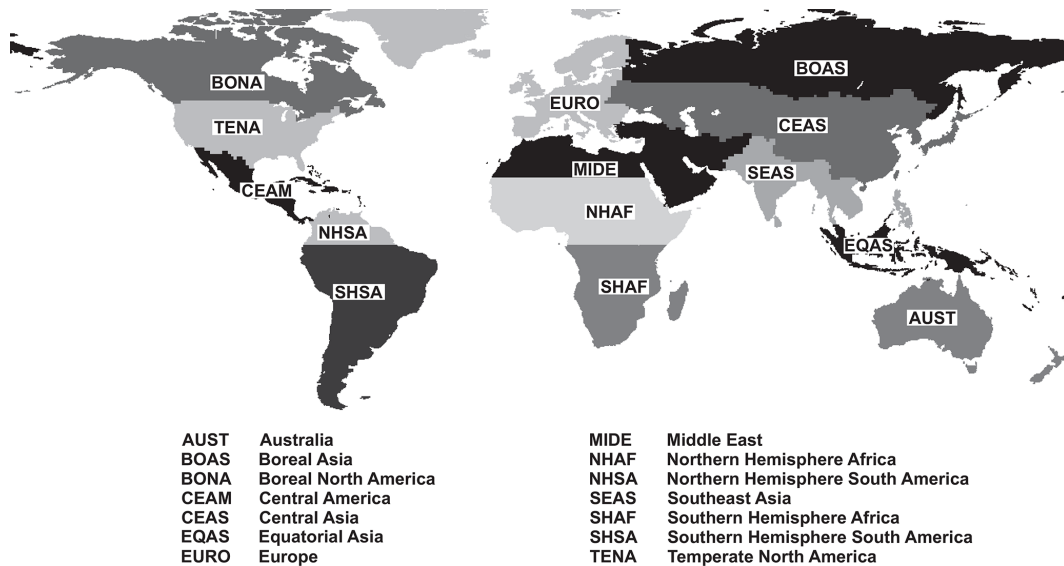 BONA
BOAS
EURO
TENA
CEAS
MIDE
SEAS
CEAM
NHAF
NHSA
EQAS
SHAF
SHSA
AUST
AUST Australia
BOAS Boreal Asia
BONA Boreal North America
CEAM Central America
CEAS Central Asia
EQAS Equatorial Asia
EURO Europe
MIDE Middle East
NHAF Northern Hemisphere Africa
NHSA Northern Hemisphere South America
SEAS Southeast Asia
SHAF Southern Hemisphere Africa
SHSA Southern Hemisphere South America
TENA Temperate North America